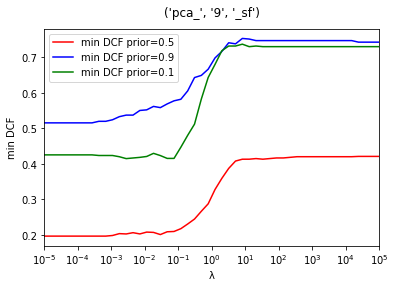 ('pca_', '9', '_sf')
min DCF prior=0.5
min DCF prior=0.9
min DCF prior=0.1
min DCF
0.7
0.6
0.5
0.4
0.3
0.2
10⁻⁵ 10⁻⁴ 10⁻³ 10⁻² 10⁻¹ 10⁰ 10¹ 10² 10³ 10⁴ 10⁵
λ